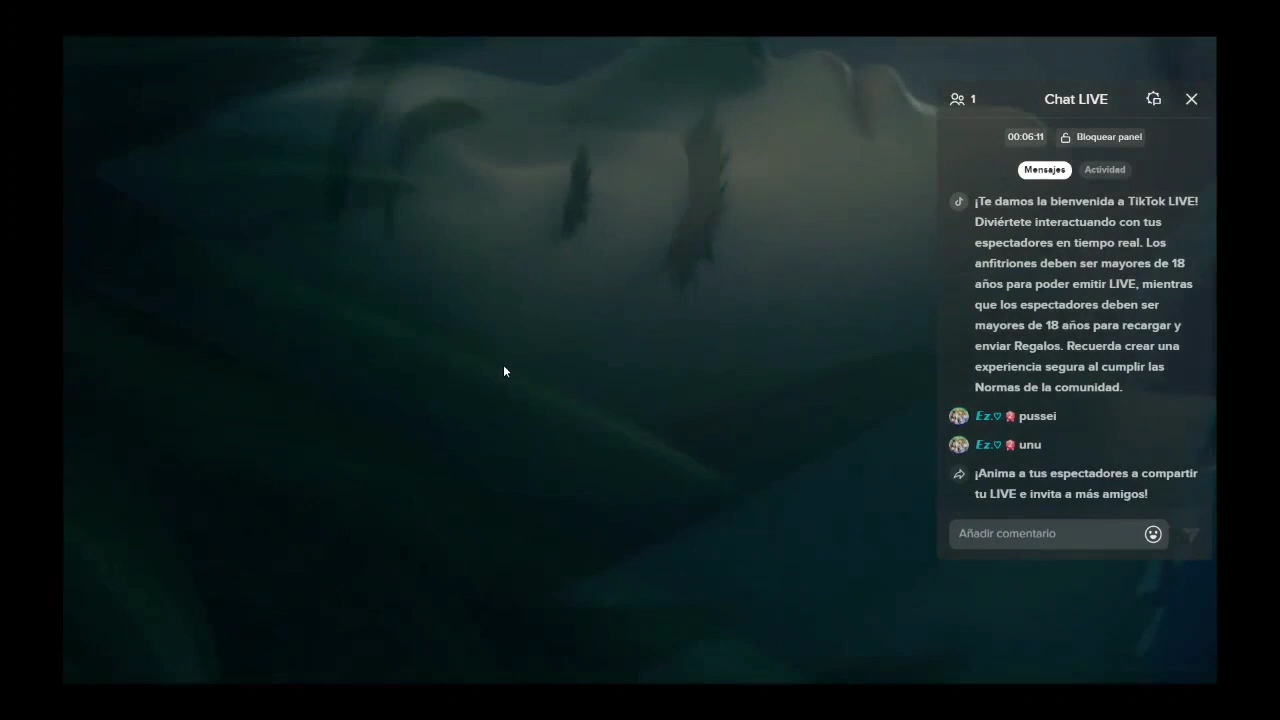 1 Chat LIVE
00:06:11 Bloquear panel
Mensajes Actividad
¡Te damos la bienvenida a TikTok LIVE!
Diviértete interactuando con tus
espectadores en tiempo real. Los
anfitriones deben ser mayores de 18
años para poder emitir LIVE, mientras
que los espectadores deben ser
mayores de 18 años para recargar y
enviar Regalos. Recuerda crear una
experiencia segura al cumplir las
Normas de la comunidad.
Ez.♡ pussei
Ez.♡ unu
¡Anima a tus espectadores a compartir
tu LIVE e invita a más amigos!
Añadir comentario